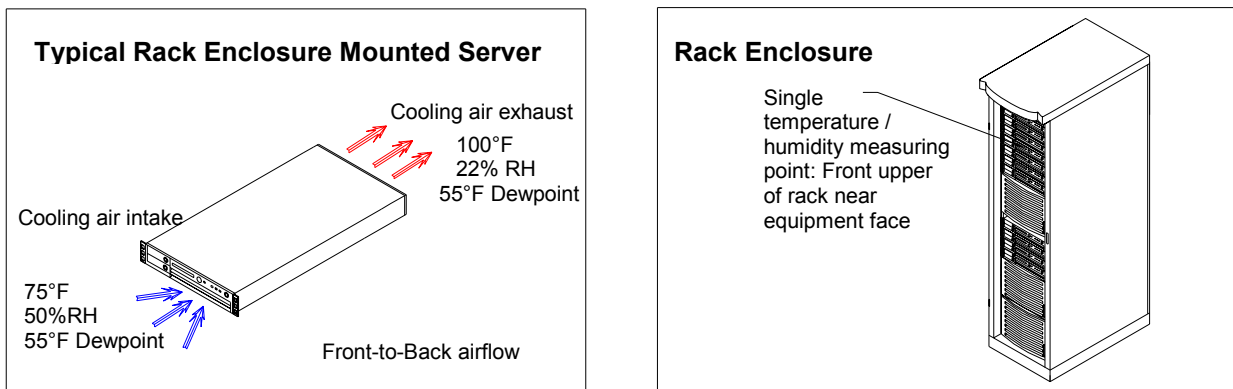 Typical Rack Enclosure Mounted Server
Cooling air exhaust
100°F
22% RH
55°F Dewpoint
Cooling air intake
75°F
50%RH
55°F Dewpoint
Front-to-Back airflow
Rack Enclosure
Single
temperature /
humidity measuring
point: Front upper
of rack near
equipment face